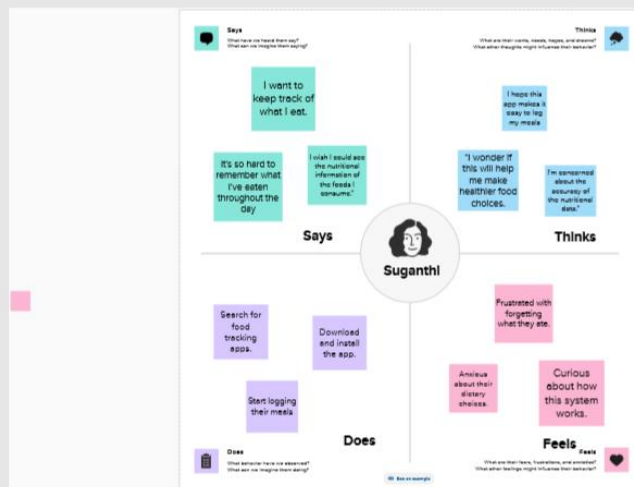 Says
What have we heard them say?
What can we imagine them saying?
Thinks
What are their wants, needs, hopes, and dreams?
What other thoughts might influence their behavior?
I want to
keep track of
what I eat.
It's so hard to
remember what
I've eaten
throughout the
day
I wish I could see
the nutritional
information of
the foods I
consume."
Says
I hope this
app makes it
easy to log
my meals
"I wonder if
this will help
me make
healthier food
choices.
I'm concerned
about the
accuracy of
the nutritional
data."
Thinks
Suganthi
Search for
food
tracking
apps.
Download
and install
the app.
Start logging
their meals
Does
Does
What behavior have we observed?
What can we imagine them doing?
Frustrated with
forgetting
what they ate.
Anxious
about their
dietary
choices.
Curious
about how
this system
works.
Feels
Feels
What are their fears, frustrations, and anxieties?
What other feelings might influence their behavior?
See an example